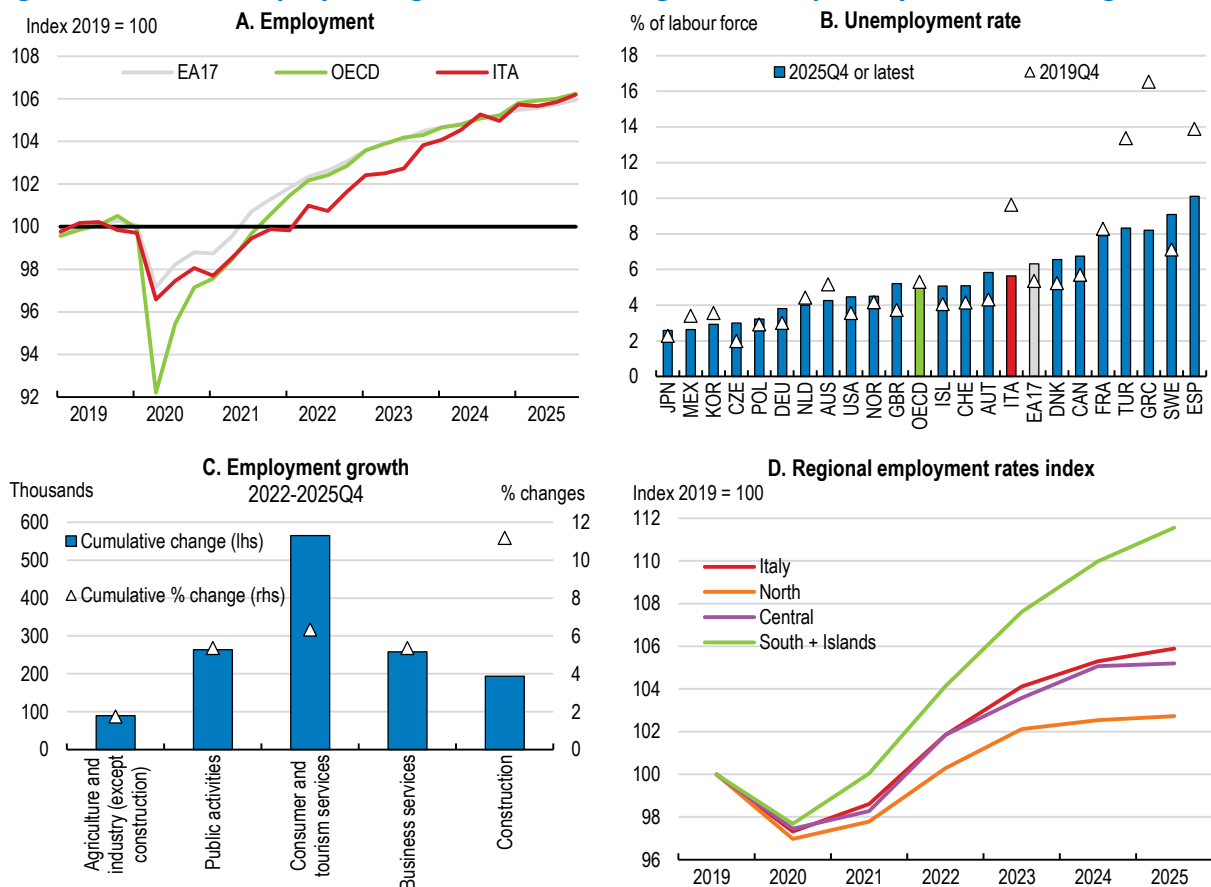 A. Employment
Index 2019 = 100
108
106
104
102
100
98
96
94
92
EA17
OECD
ITA
2019
2020
2021
2022
2023
2024
2025
B. Unemployment rate
% of labour force
18
16
14
12
10
8
6
4
2
0
2025Q4 or latest
2019Q4
JPN
MEX
KOR
CZE
POL
DEU
NLD
AUS
USA
NOR
GBR
OECD
ISL
CHE
AUT
ITA
EA17
DNK
CAN
FRA
TUR
GRC
SWE
ESP
C. Employment growth
2022-2025Q4
Thousands
% changes
600
500
400
300
200
100
0
12
10
8
6
4
2
0
Cumulative change (lhs)
Cumulative % change (rhs)
Agriculture and
industry (except
construction)
Public activities
Consumer and
tourism services
Business services
Construction
D. Regional employment rates index
Index 2019 = 100
112
110
108
106
104
102
100
98
96
Italy
North
Central
South + Islands
2019
2020
2021
2022
2023
2024
2025